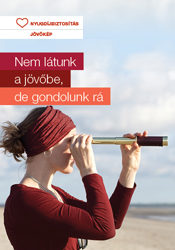 NYUGDÍJBIZTOSÍTÁS
JÖVŐKÉP
Nem látunk
a jövőbe,
de gondolunk rá